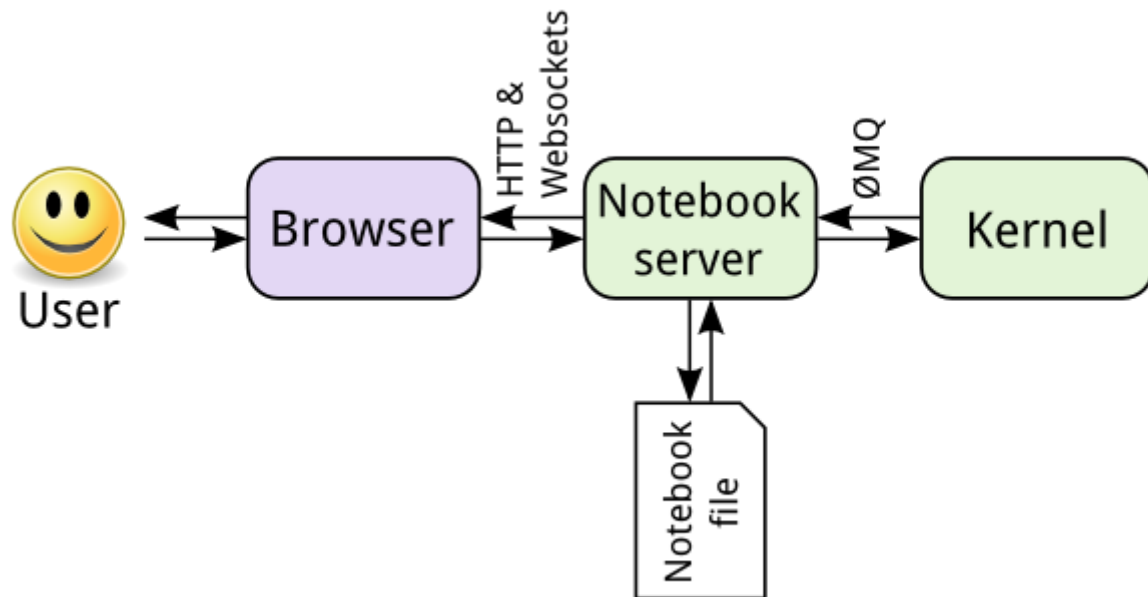 User
Browser
HTTP &
Websockets
Notebook
server
ØMQ
Kernel
Notebook
file